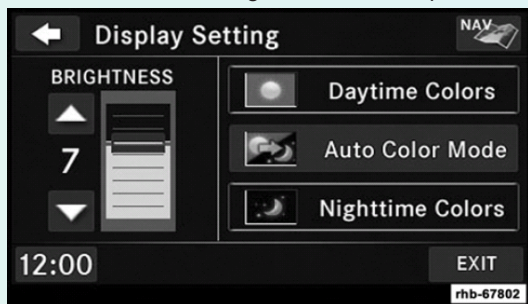 Display Setting
NAV
BRIGHTNESS
7
Daytime Colors
Auto Color Mode
Nighttime Colors
12:00
EXIT
rhb-67802